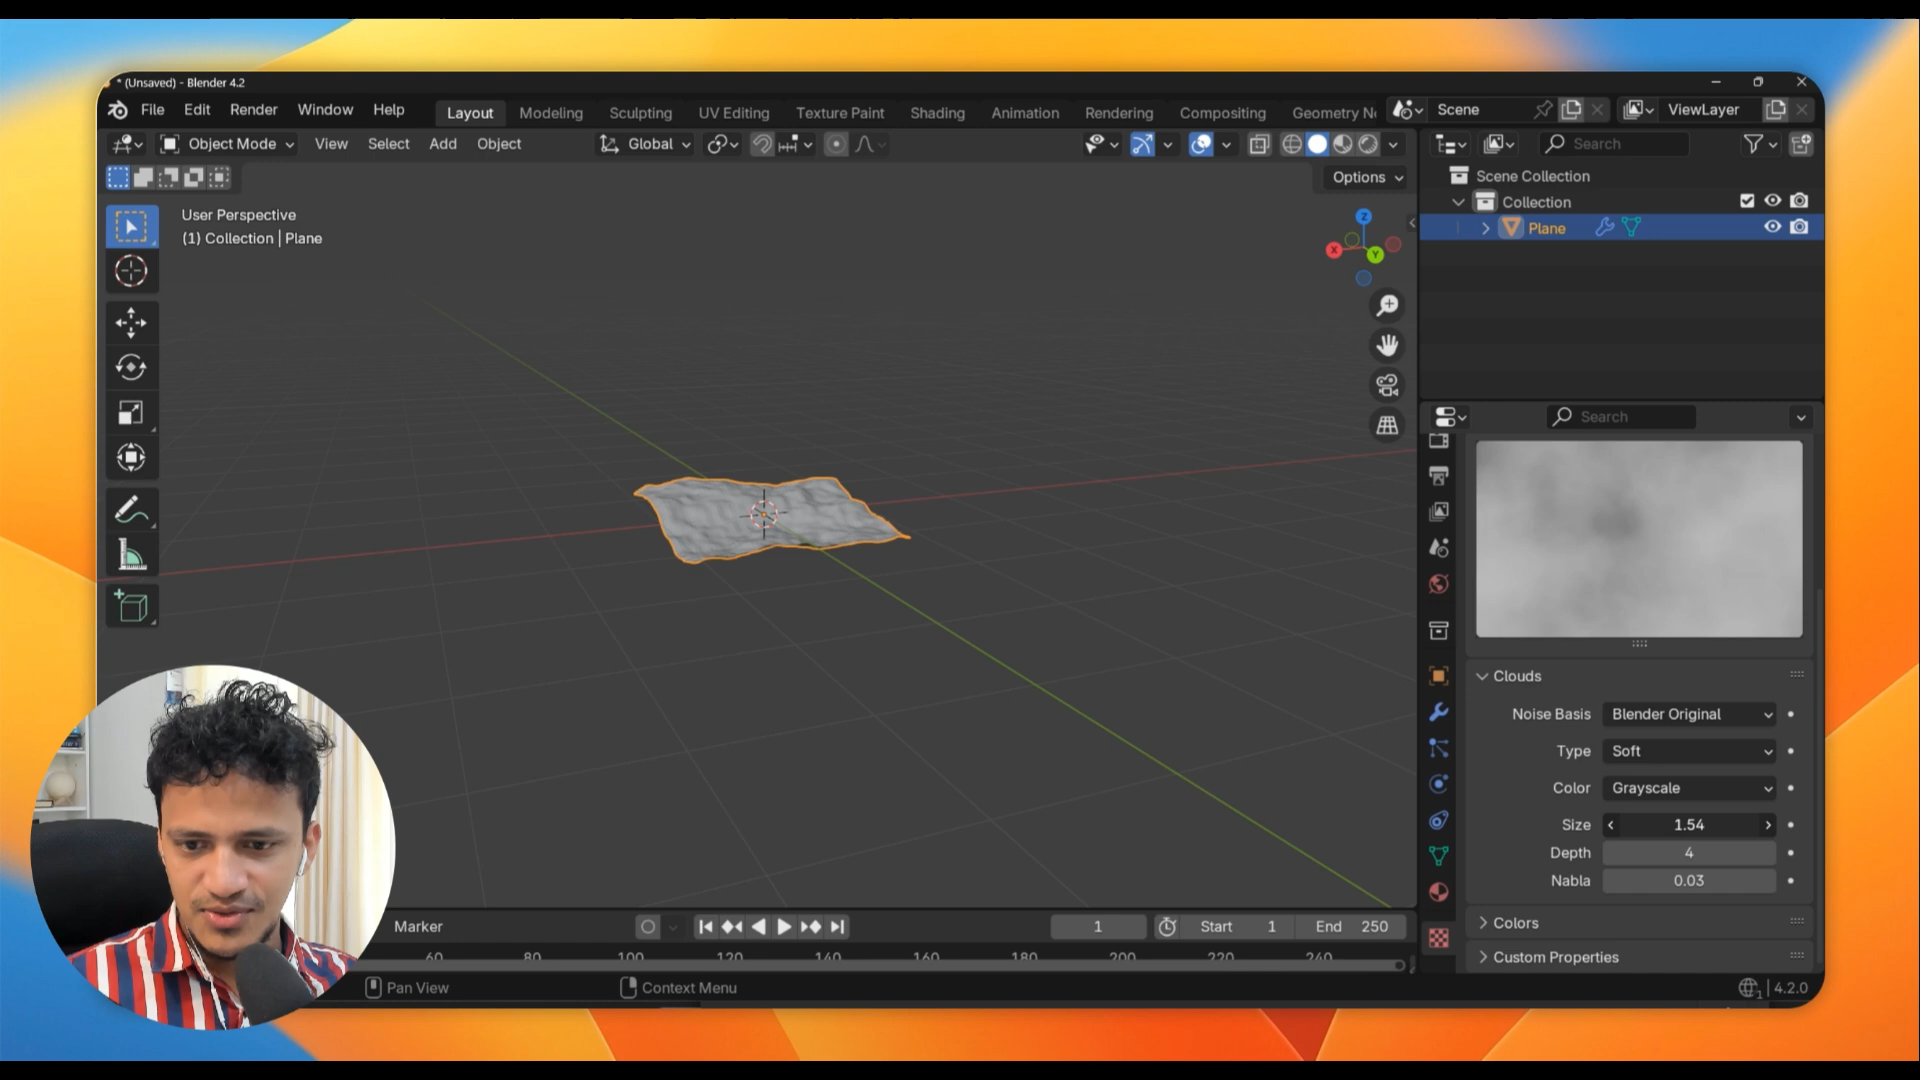 * (Unsaved) - Blender 4.2
File Edit Render Window Help
Layout Modeling Sculpting UV Editing Texture Paint Shading Animation Rendering Compositing Geometry
Scene
ViewLayer
Object Mode View Select Add Object
Global
Search
Options
Scene Collection
Collection
Plane
User Perspective
(1) Collection | Plane
Z
X
Y
Search
Clouds
Noise Basis Blender Original
Type Soft
Color Grayscale
Size 1.54
Depth 4
Nabla 0.03
Colors
Custom Properties
Marker
1
Start 1
End 250
60 80 100 120 140 160 180 200 220 240
Pan View
Context Menu
1 | 4.2.0